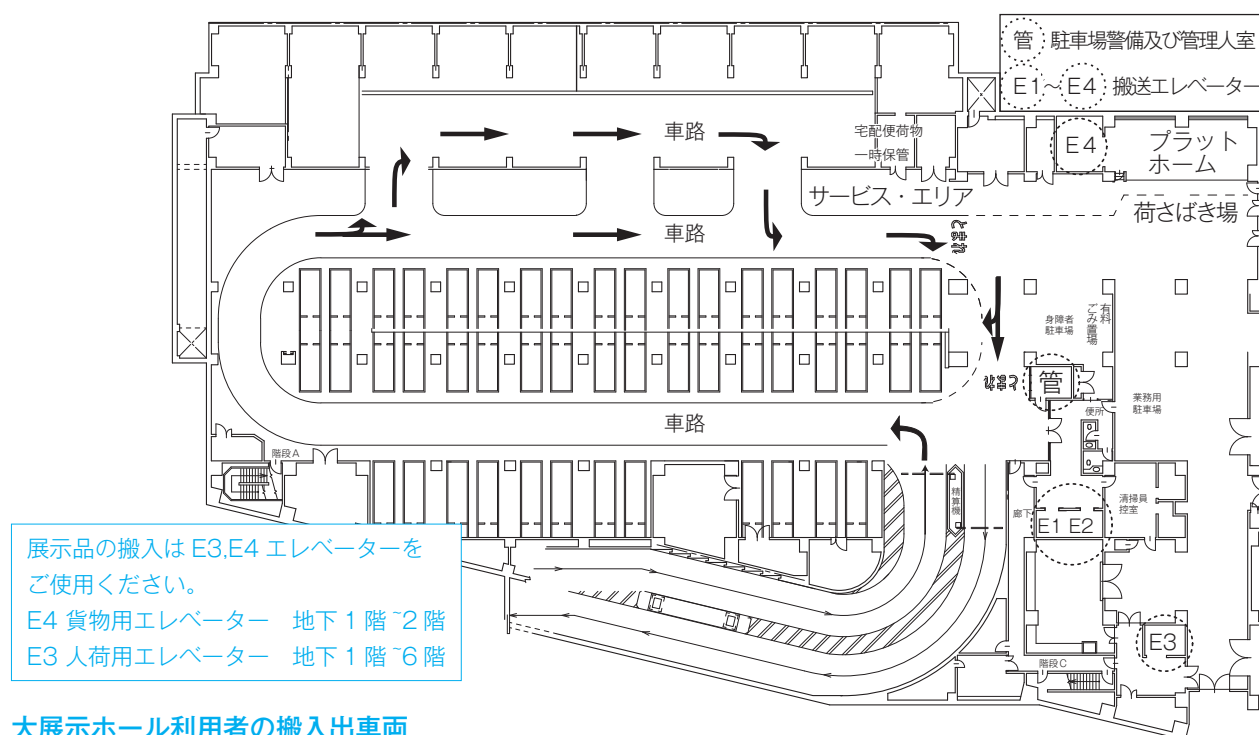 管 駐車場警備及び管理人室
E1～E4 搬送エレベーター
車路
宅配便荷物
一時保管
E4
プラット
ホーム
サービス・エリア
荷さばき場
車路
とまれ
有料
ごみ置場
身障者
駐車場
とまれ
管
業務用
駐車場
便所
車路
階段A
精算機
廊下
E1 E2
清掃員
控室
E3
階段C
展示品の搬入は E3,E4 エレベーターを
ご使用ください。
E4 貨物用エレベーター 地下 1 階~2 階
E3 人荷用エレベーター 地下 1 階~6 階
大展示ホール利用者の搬入出車両